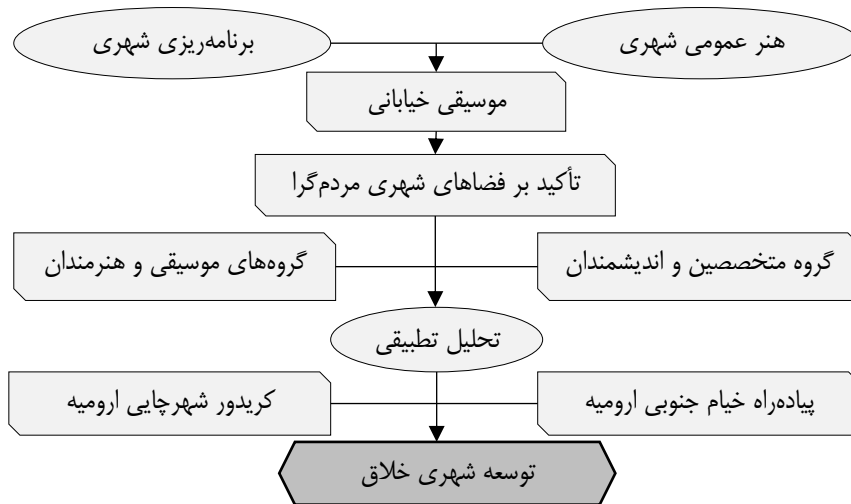 هنر عمومی شهری
برنامه‌ریزی شهری
موسیقی خیابانی
تأکید بر فضاهای شهری مردم‌گرا
گروه متخصصین و اندیشمندان
گروه‌های موسیقی و هنرمندان
تحلیل تطبیقی
پیاده‌راه خیام جنوبی ارومیه
کریدور شهرچایی ارومیه
توسعه شهری خلاق